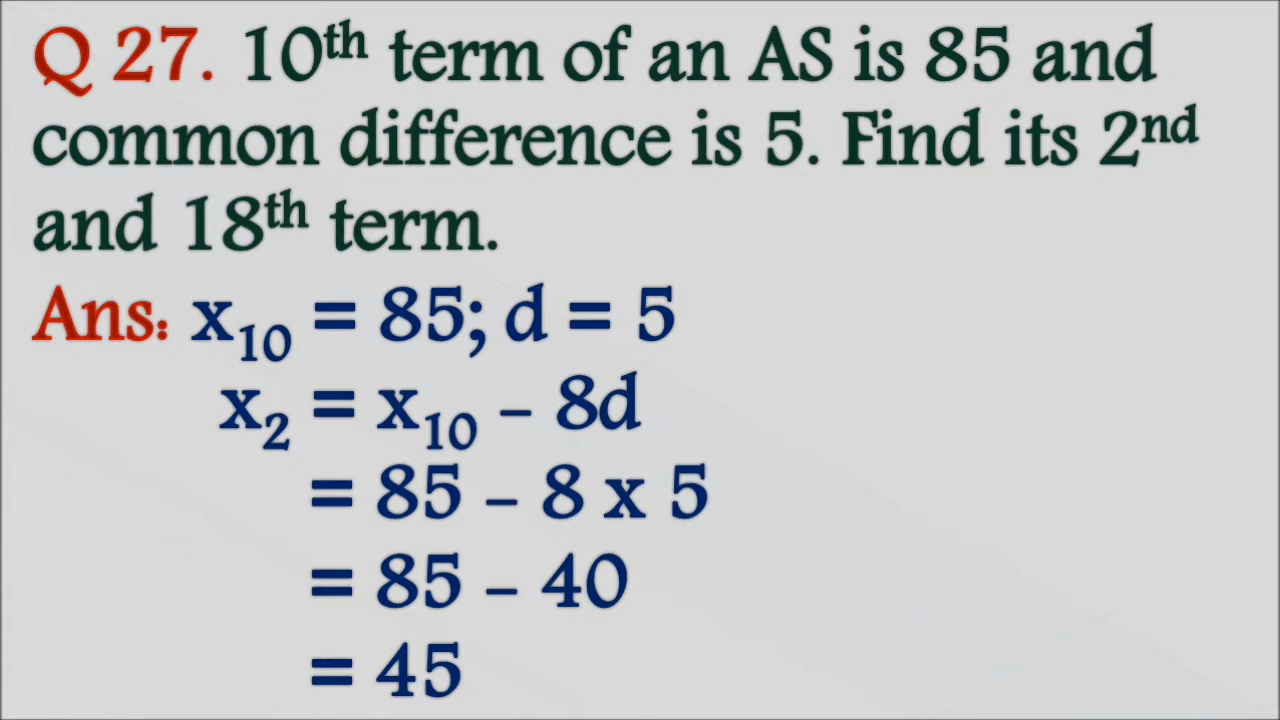 Q 27. 10th term of an AS is 85 and
common difference is 5. Find its 2nd
and 18th term.
Ans: x10 = 85; d = 5
x2 = x10 – 8d
= 85 – 8 x 5
= 85 – 40
= 45